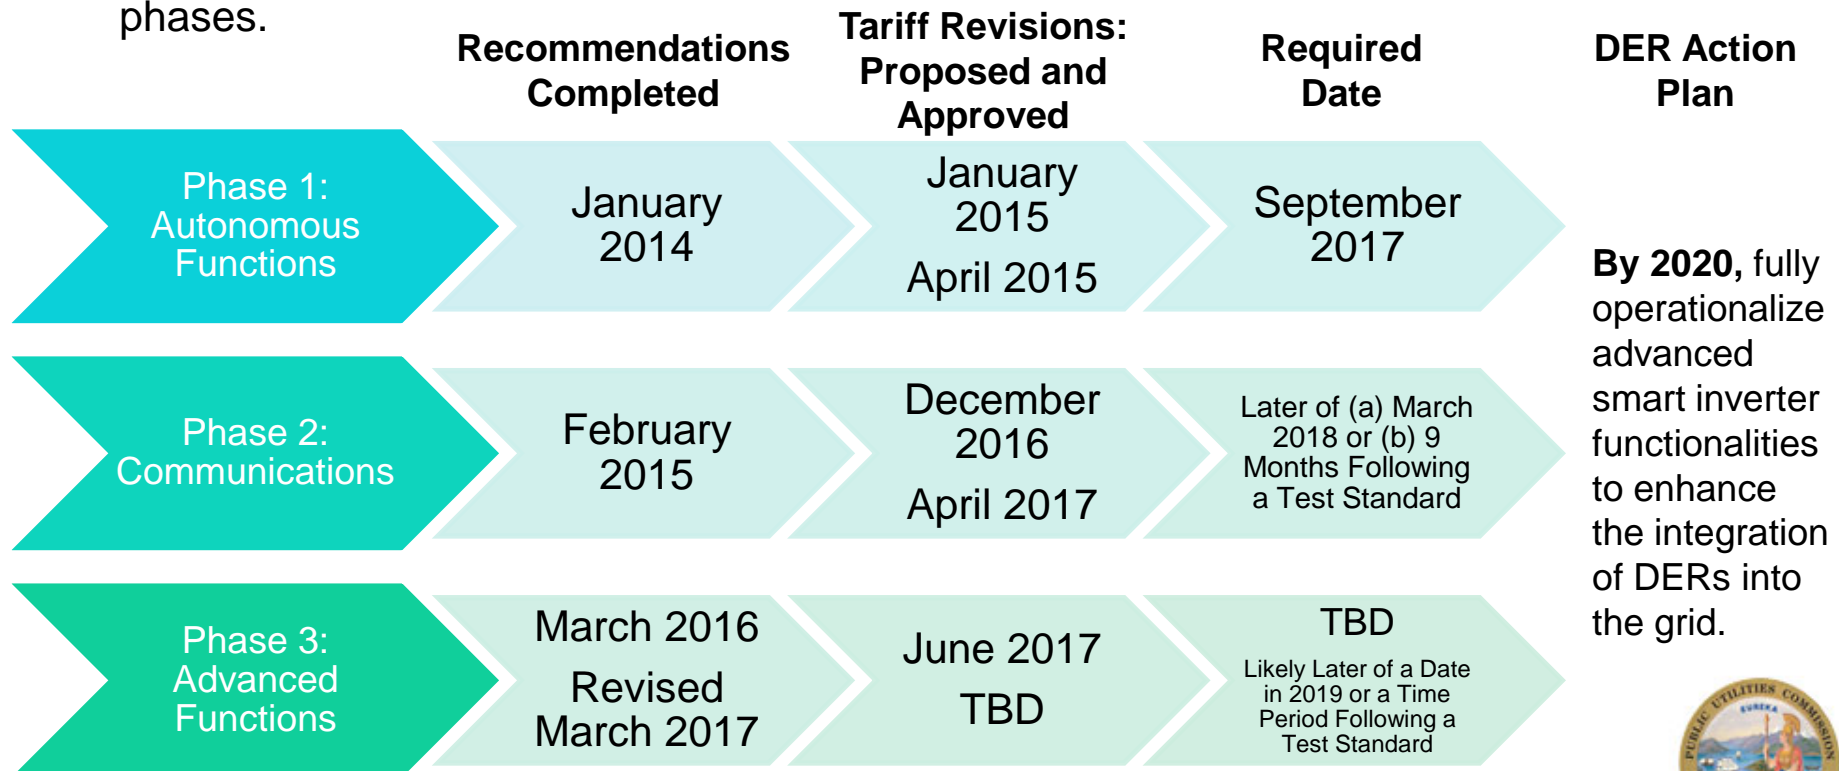 phases.
Recommendations
Completed
Tariff Revisions:
Proposed and
Approved
Required
Date
DER Action
Plan
Phase 1:
Autonomous
Functions
January
2014
January
2015
April 2015
September
2017
Phase 2:
Communications
February
2015
December
2016
April 2017
Later of (a) March
2018 or (b) 9
Months Following
a Test Standard
Phase 3:
Advanced
Functions
March 2016
Revised
March 2017
June 2017
TBD
TBD
Likely Later of a Date
in 2019 or a Time
Period Following a
Test Standard
By 2020, fully
operationalize
advanced
smart inverter
functionalities
to enhance
the integration
of DERs into
the grid.
PUBLIC UTILITIES COMMISSION
EUREKA